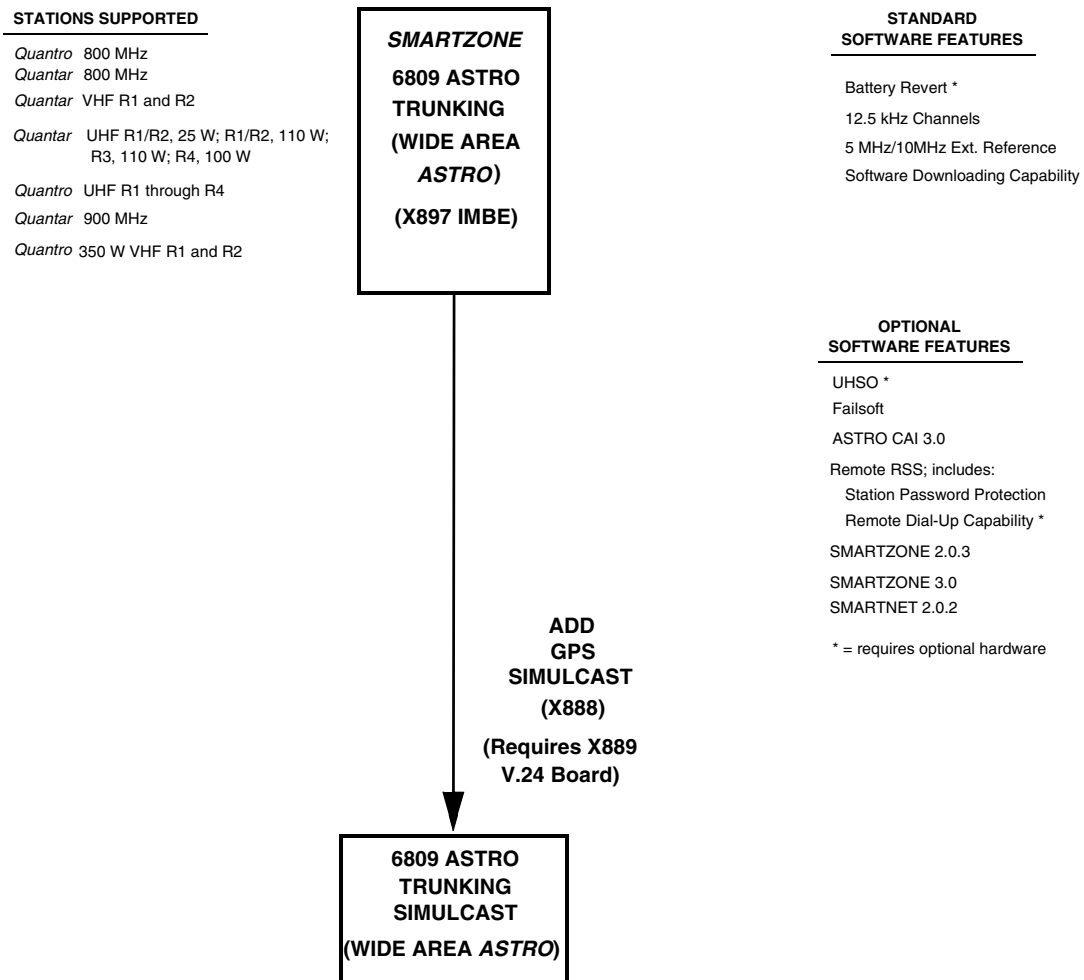 STATIONS SUPPORTED
Quantro 800 MHz
Quantar 800 MHz
Quantar VHF R1 and R2
Quantar UHF R1/R2, 25 W; R1/R2, 110 W;
R3, 110 W; R4, 100 W
Quantro UHF R1 through R4
Quantar 900 MHz
Quantro 350 W VHF R1 and R2
SMARTZONE
6809 ASTRO
TRUNKING
(WIDE AREA
ASTRO)
(X897 IMBE)
STANDARD
SOFTWARE FEATURES
Battery Revert *
12.5 kHz Channels
5 MHz/10MHz Ext. Reference
Software Downloading Capability
OPTIONAL
SOFTWARE FEATURES
UHSO *
Failsoft
ASTRO CAI 3.0
Remote RSS; includes:
Station Password Protection
Remote Dial-Up Capability *
SMARTZONE 2.0.3
SMARTZONE 3.0
SMARTNET 2.0.2
* = requires optional hardware
ADD
GPS
SIMULCAST
(X888)
(Requires X889
V.24 Board)
6809 ASTRO
TRUNKING
SIMULCAST
(WIDE AREA ASTRO)